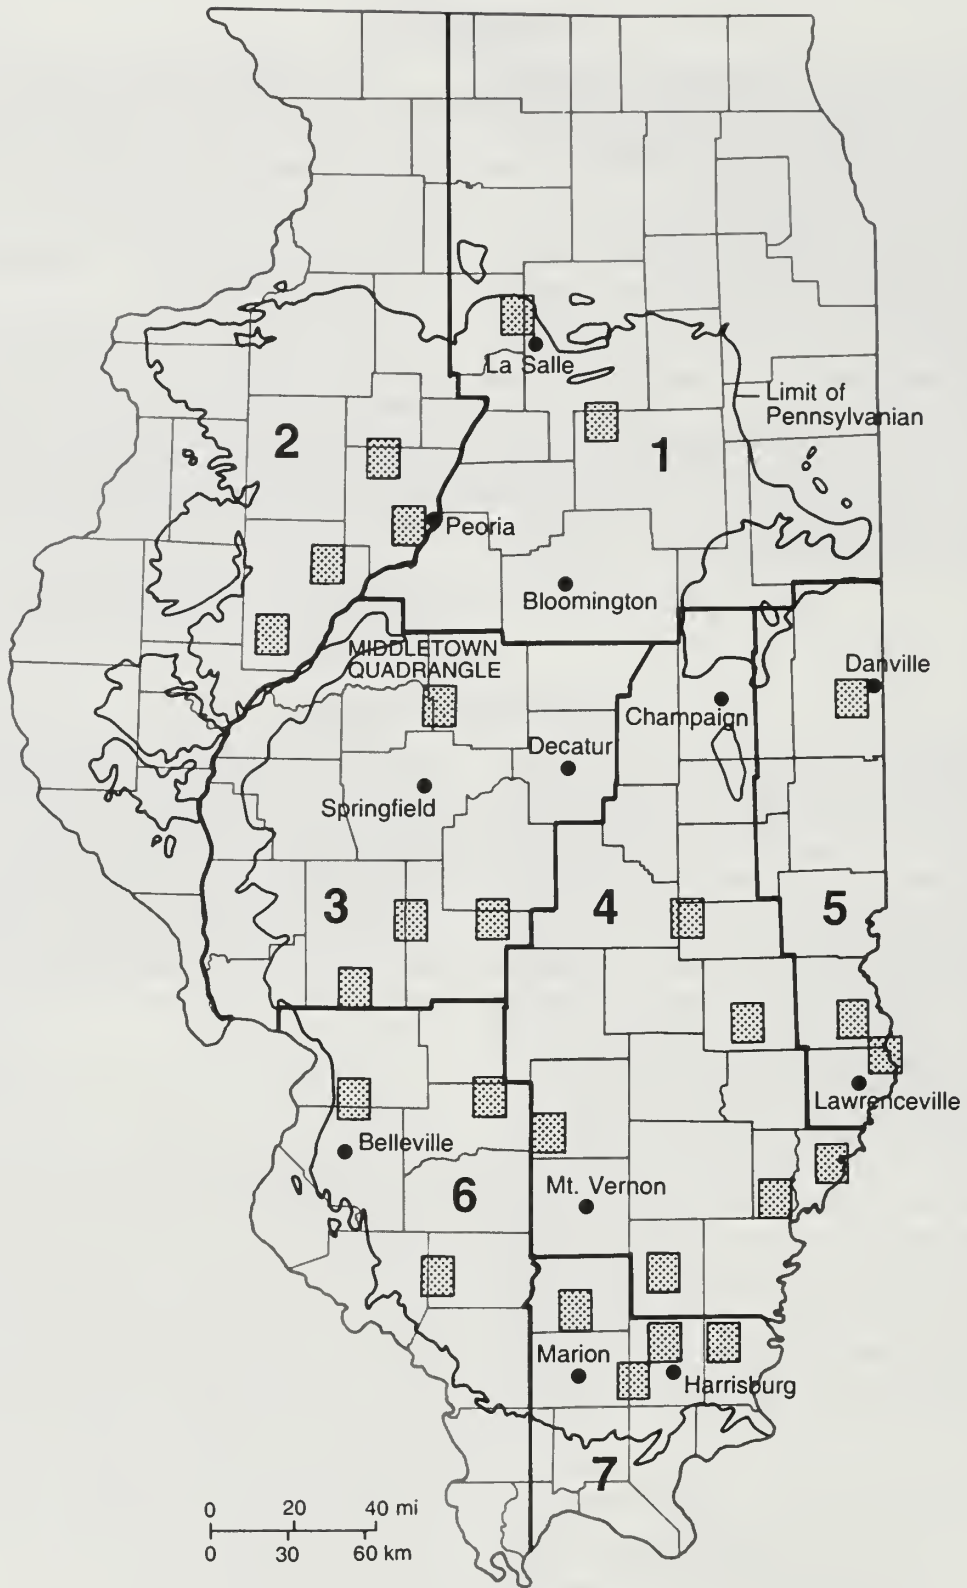 La Salle
Limit of
Pennsylvanian
2
1
Peoria
Bloomington
MIDDLETOWN
QUADRANGLE
Danville
Champaign
Decatur
Springfield
3
4
5
Lawrenceville
Belleville
6
Mt. Vernon
Marion
Harrisburg
7
0 20 40 mi
0 30 60 km